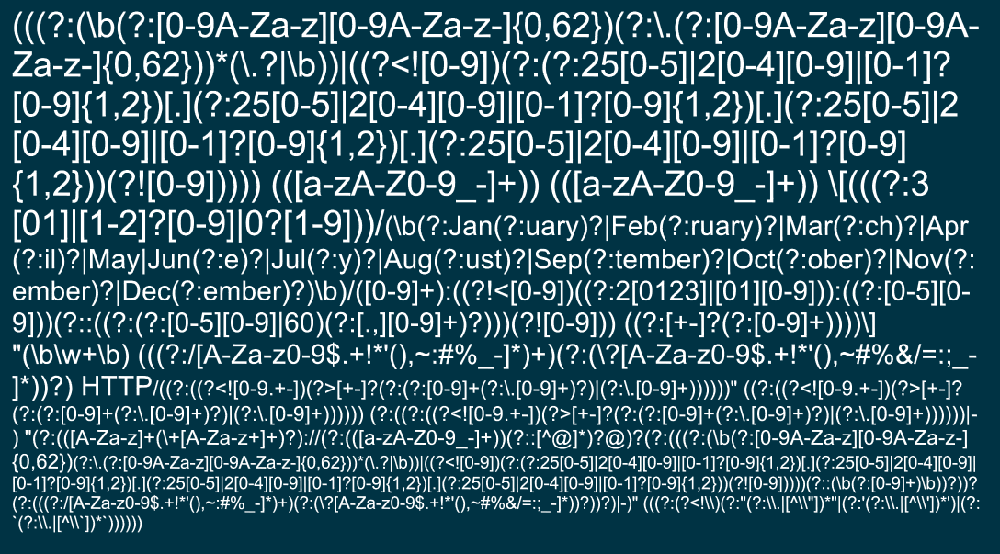 (((?:(\b(?:[0-9A-Za-z][0-9A-Za-z-]{0,62})(?:\.(?:[0-9A-Za-z][0-9A-
Za-z-]{0,62}))*(\.?|\b))|((?<![0-9])(?:(?:25[0-5]|2[0-4][0-9]|[0-1]?
[0-9]{1,2})[.](?:25[0-5]|2[0-4][0-9]|[0-1]?[0-9]{1,2})[.](?:25[0-5]|2
[0-4][0-9]|[0-1]?[0-9]{1,2})[.](?:25[0-5]|2[0-4][0-9]|[0-1]?[0-9]
{1,2}))(?![0-9])))) (([a-zA-Z0-9_-]+)) (([a-zA-Z0-9_-]+)) \[(((?:3
[01]|[1-2]?[0-9]|0?[1-9]))/(\b(?:Jan(?:uary)?|Feb(?:ruary)?|Mar(?:ch)?|Apr
(?:il)?|May|Jun(?:e)?|Jul(?:y)?|Aug(?:ust)?|Sep(?:tember)?|Oct(?:ober)?|Nov(?:
ember)?|Dec(?:ember)?)\b)/([0-9]+):((?!<[0-9])((?:2[0123]|[01][0-9])):((?:[0-5][0-
9]))(?::((?:(?:[0-5][0-9]|60)(?:[.,][0-9]+)?)))(?![0-9])) ((?:[+-]?(?:[0-9]+))))\]
"(\b\w+\b) (((?:/[A-Za-z0-9$.+!*'(),~:#%_-]*)+)(?:(\?[A-Za-z0-9$.+!*'(),~#%&/=:;_-
]*))?) HTTP/((?:((?<![0-9.+-])(?>[+-]?(?:(?:[0-9]+(?:\.[0-9]+)?)|(?:\.[0-9]+))))))" ((?:((?<![0-9.+-])(?>[+-]?
(?:(?:[0-9]+(?:\.[0-9]+)?)|(?:\.[0-9]+)))))) (?:((?:((?<![0-9.+-])(?>[+-]?(?:(?:[0-9]+(?:\.[0-9]+)?)|(?:\.[0-9]+))))))|-
) "(?:(([A-Za-z]+(\+[A-Za-z+]+)?)://(?:(([a-zA-Z0-9_-]+))(?::[^@]*)?@)?(?:(((?:(\b(?:[0-9A-Za-z][0-9A-Za-z-]
{0,62})(?:\.(?:[0-9A-Za-z][0-9A-Za-z-]{0,62}))*(\.?|\b))|((?<![0-9])(?:(?:25[0-5]|2[0-4][0-9]|[0-1]?[0-9]{1,2})[.](?:25[0-5]|2[0-4][0-9]|
[0-1]?[0-9]{1,2})[.](?:25[0-5]|2[0-4][0-9]|[0-1]?[0-9]{1,2})[.](?:25[0-5]|2[0-4][0-9]|[0-1]?[0-9]{1,2}))(?![0-9]))))(?::(\b(?:[0-9]+)\b))?))?
(?:(((?:/[A-Za-z0-9$.+!*'(),~:#%_-]*)+)(?:(\?[A-Za-z0-9$.+!*'(),~#%&/=:;_-]*))?))?)|-)" (((?:(?<!\\)(?:"(?:\\.|[^\\"])*"|(?:'(?:\\.|[^\\'])*')|(?:
`(?:\\.|[^\\`])*`))))))